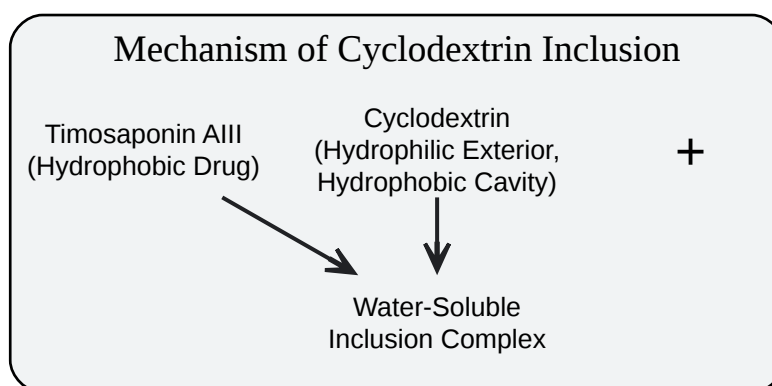 Mechanism of Cyclodextrin Inclusion
Timosaponin AIII
(Hydrophobic Drug)
Cyclodextrin
(Hydrophilic Exterior,
Hydrophobic Cavity)
+
Water-Soluble
Inclusion Complex